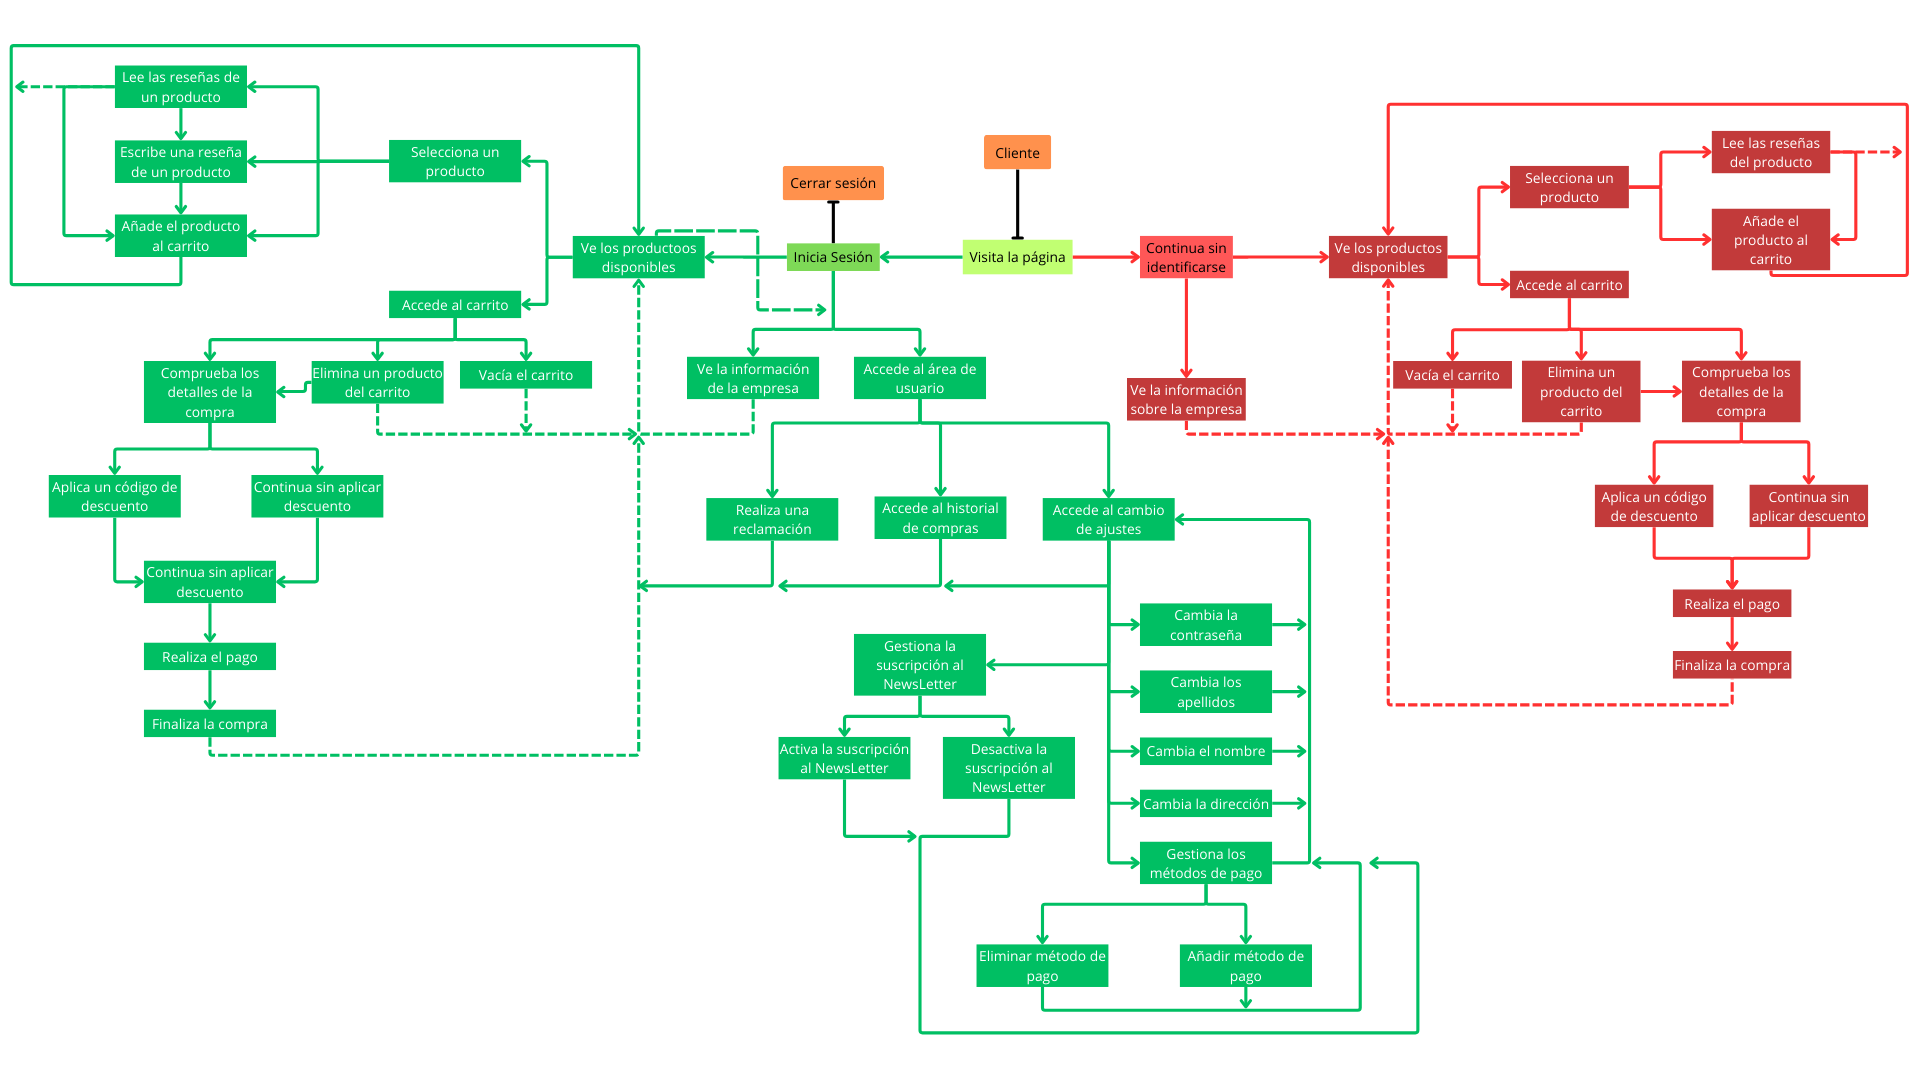 Cliente
Cerrar sesión
Visita la página
Inicia Sesión
Continua sin
identificarse
Ve los productoos
disponibles
Selecciona un
producto
Lee las reseñas de
un producto
Escribe una reseña
de un producto
Añade el producto
al carrito
Accede al carrito
Comprueba los
detalles de la
compra
Elimina un producto
del carrito
Vacía el carrito
Aplica un código de
descuento
Continua sin aplicar
descuento
Continua sin aplicar
descuento
Realiza el pago
Finaliza la compra
Ve la información
de la empresa
Accede al área de
usuario
Realiza una
reclamación
Accede al historial
de compras
Accede al cambio
de ajustes
Cambia la
contraseña
Cambia los
apellidos
Cambia el nombre
Cambia la dirección
Gestiona los
métodos de pago
Gestiona la
suscripción al
NewsLetter
Activa la suscripción
al NewsLetter
Desactiva la
suscripción al
NewsLetter
Eliminar método de
pago
Añadir método de
pago
Ve la información
sobre la empresa
Ve los productos
disponibles
Selecciona un
producto
Lee las reseñas
del producto
Añade el
producto al
carrito
Accede al carrito
Vacía el carrito
Elimina un
producto del
carrito
Comprueba los
detalles de la
compra
Aplica un código
de descuento
Continua sin
aplicar descuento
Realiza el pago
Finaliza la compra